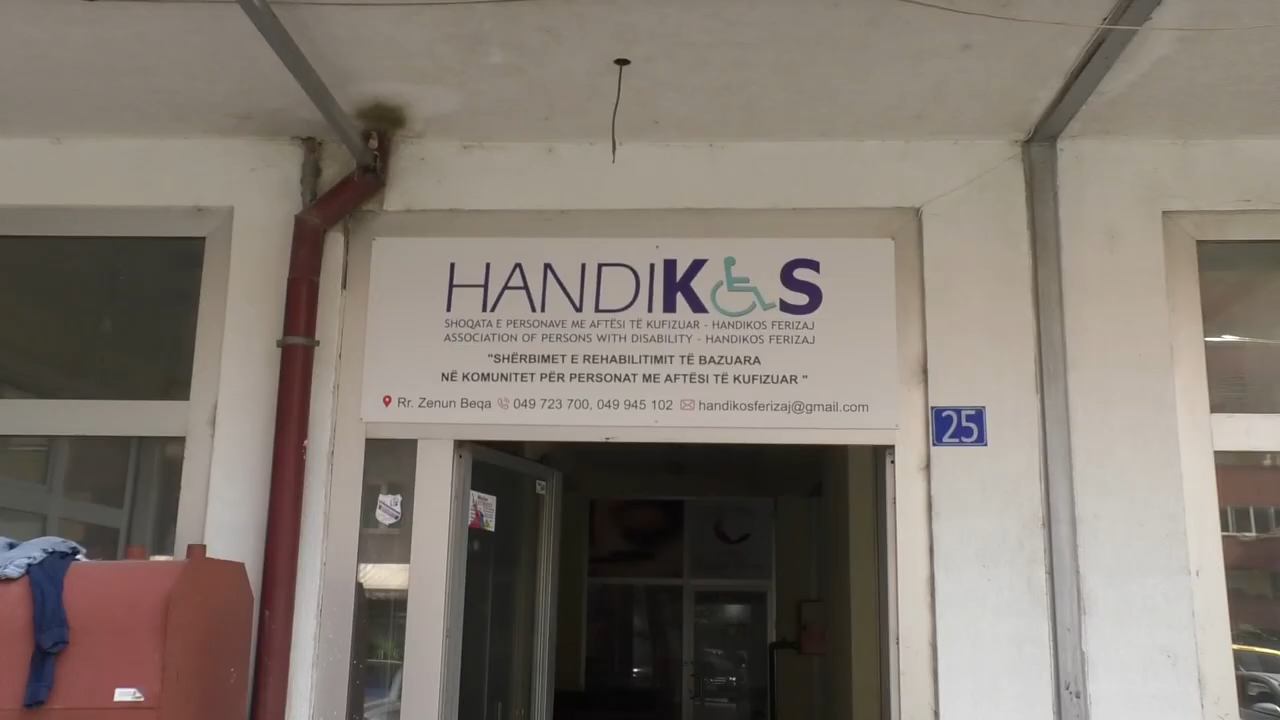 HANDIKOS
SHOQATA E PERSONAVE ME AFTËSI TË KUFIZUAR - HANDIKOS FERIZAJ
ASSOCIATION OF PERSONS WITH DISABILITY - HANDIKOS FERIZAJ
"SHËRBIMET E REHABILITIMIT TË BAZUARA
NË KOMUNITET PËR PERSONAT ME AFTËSI TË KUFIZUAR "
Rr. Zenun Beqa 049 723 700, 049 945 102 handikosferizaj@gmail.com
25